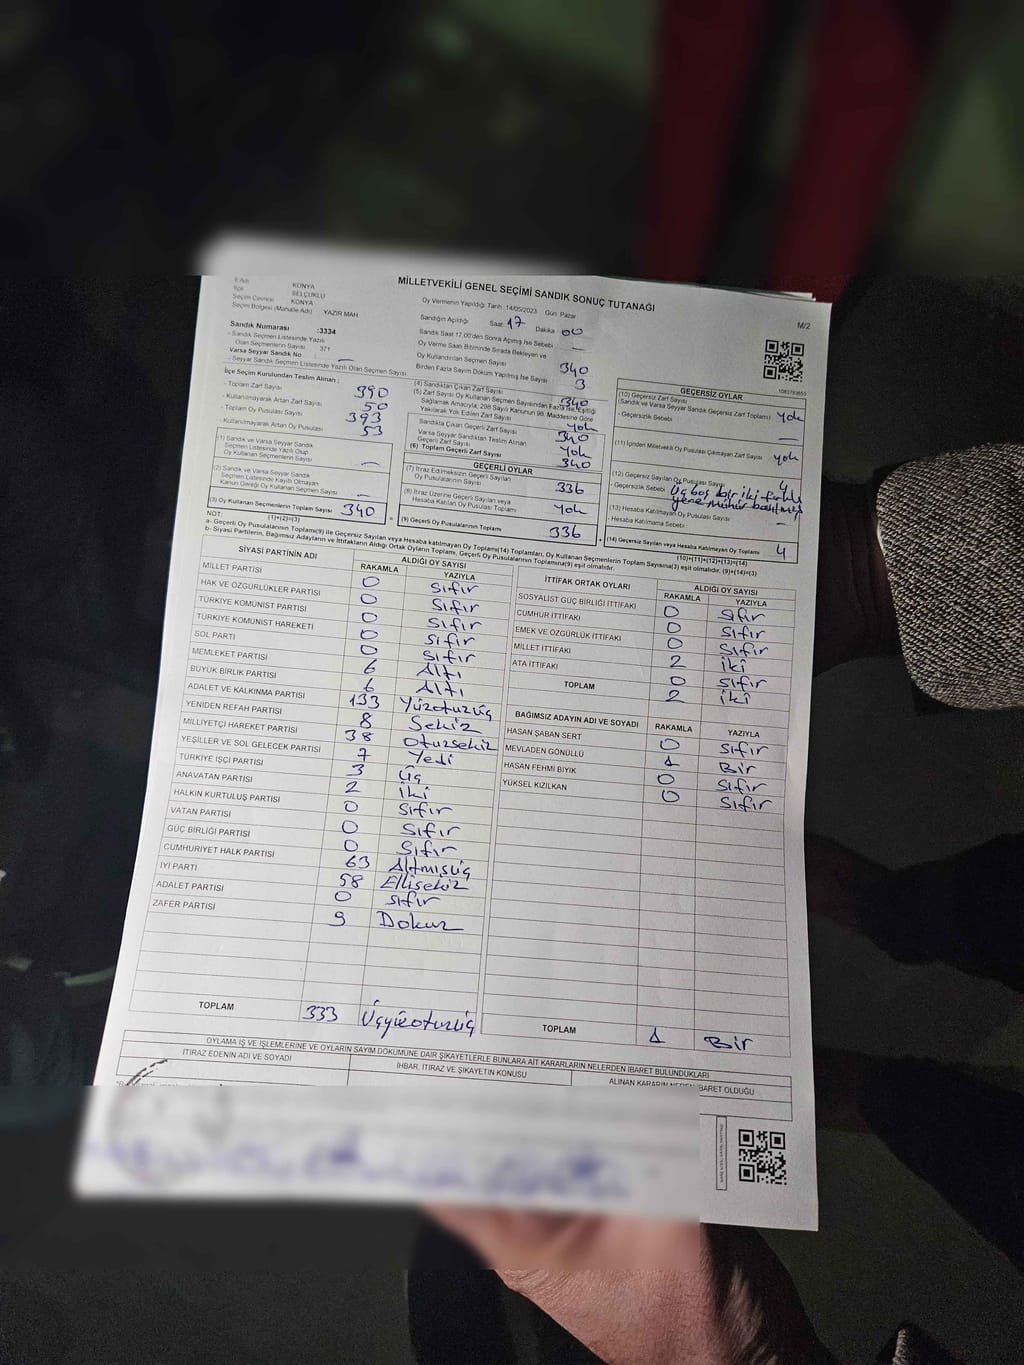 MİLLETVEKİLİ GENEL SEÇİMİ SANDIK SONUÇ TUTANAĞI
M/2
İli Adı KONYA
İlçe SELÇUKLU
Seçim Çevresi KONYA
Seçim Bölgesi (Mahalle Adı) YAZIR MAH
Sandık Numarası :3334
- Sandık Seçmen Listesinde Yazılı
Olan Seçmenlerin Sayısı : 371
- Varsa Seyyar Sandık No
- Seyyar Sandık Seçmen Listesinde Yazılı Olan Seçmen Sayısı —
Oy Vermenin Yapıldığı Tarih : 14/05/2023 Gün Pazar
Sandığın Açıldığı Saat : 17 Dakika : 00
Sandık Saat 17.00'den Sonra Açılmış İse Sebebi : —
Oy Verme Saati Bitiminde Sırada Bekleyen ve
Oy Kullandırılan Seçmen Sayısı
Birden Fazla Sayım Döküm Yapılmış İse Sayısı
340
3
1083793650
İlçe Seçim Kurulundan Teslim Alınan ;
- Toplam Zarf Sayısı 390
- Kullanılmayarak Artan Zarf Sayısı 50
- Toplam Oy Pusulası Sayısı 393
- Kullanılmayarak Artan Oy Pusulası 53
(1) Sandık ve Varsa Seyyar Sandık
Seçmen Listesinde Yazılı Olup
Oy Kullanan Seçmenlerin Sayısı —
(2) Sandık ve Varsa Seyyar Sandık
Seçmen Listesinde Kayıtlı Olmayan
Kanun Gereği Oy Kullanan Seçmen Sayısı —
(3) Oy Kullanan Seçmenlerin Toplam Sayısı 340
(1)+(2)=(3)
(4) Sandıktan Çıkan Zarf Sayısı 340
(5) Zarf Sayısı Oy Kullanan Seçmen Sayısından Fazla İse, Eşitliği
Sağlamak Amacıyla; 298 Sayılı Kanunun 98. Maddesine Göre
Yakılarak Yok Edilen Zarf Sayısı Yok
Sandıkta Çıkan Geçerli Zarf Sayısı 340
Varsa Seyyar Sandıktan Teslim Alınan
Geçerli Zarf Sayısı Yok
(6) Toplam Geçerli Zarf Sayısı 340
GEÇERLİ OYLAR
(7) İtiraz Edilmeksizin Geçerli Sayılan
Oy Pusulalarının Sayısı 336
(8) İtiraz Üzerine Geçerli Sayılan veya
Hesaba Katılan Oy Pusulası Toplamı Yok
(9) Geçerli Oy Pusulalarının Toplamı 336
GEÇERSİZ OYLAR
(10) Geçersiz Zarf Sayısı
(Sandık ve Varsa Seyyar Sandık Geçersiz Zarf Toplamı) Yok
- Geçersizlik Sebebi —
(11) İçinden Milletvekili Oy Pusulası Çıkmayan Zarf Sayısı Yok
(12) Geçersiz Sayılan Oy Pusulası Sayısı 4
- Geçersizlik Sebebi Üç boş bir iki farklı
yere mühür basılmış
(13) Hesaba Katılmayan Oy Pusulası Sayısı —
- Hesaba Katılmama Sebebi
(14) Geçersiz Sayılan veya Hesaba Katılmayan Oy Toplamı 4
(10)+(11)+(12)+(13)=(14)
NOT:
a- Geçerli Oy Pusulalarının Toplamı(9) ile Geçersiz Sayılan veya Hesaba Katılmayan Oy Toplamı(14) Toplamları, Oy Kullanan Seçmenlerin Toplam Sayısına(3) eşit olmalıdır. (9)+(14)=(3)
b- Siyasi Partilerin, Bağımsız Adayların ve İttifakların Aldığı Ortak Oyların Toplamı, Geçerli Oy Pusulalarının Toplamına(9) eşit olmalıdır.
SİYASİ PARTİNİN ADI ALDIĞI OY SAYISI
RAKAMLA YAZIYLA
MİLLET PARTİSİ 0 Sıfır
HAK VE ÖZGÜRLÜKLER PARTİSİ 0 Sıfır
TÜRKİYE KOMÜNİST PARTİSİ 0 Sıfır
TÜRKİYE KOMÜNİST HAREKETİ 0 Sıfır
SOL PARTİ 0 Sıfır
MEMLEKET PARTİSİ 6 Altı
BÜYÜK BİRLİK PARTİSİ 6 Altı
ADALET VE KALKINMA PARTİSİ 133 Yüzotuzüç
YENİDEN REFAH PARTİSİ 8 Sekiz
MİLLİYETÇİ HAREKET PARTİSİ 38 Otuzsekiz
YEŞİLLER VE SOL GELECEK PARTİSİ 7 Yedi
TÜRKİYE İŞÇİ PARTİSİ 3 Üç
ANAVATAN PARTİSİ 2 İki
HALKIN KURTULUŞ PARTİSİ 0 Sıfır
VATAN PARTİSİ 0 Sıfır
GÜÇ BİRLİĞİ PARTİSİ 0 Sıfır
CUMHURİYET HALK PARTİSİ 63 Altmışüç
İYİ PARTİ 58 Ellisekiz
ADALET PARTİSİ 0 Sıfır
ZAFER PARTİSİ 9 Dokuz
TOPLAM 333 Üçyüzotuzüç
İTTİFAK ORTAK OYLARI ALDIĞI OY SAYISI
RAKAMLA YAZIYLA
SOSYALİST GÜÇ BİRLİĞİ İTTİFAKI 0 Sıfır
CUMHUR İTTİFAKI 0 Sıfır
EMEK VE ÖZGÜRLÜK İTTİFAKI 0 Sıfır
MİLLET İTTİFAKI 2 İki
ATA İTTİFAKI 0 Sıfır
TOPLAM 2 İki
BAĞIMSIZ ADAYIN ADI VE SOYADI RAKAMLA YAZIYLA
HASAN ŞABAN SERT 0 Sıfır
MEVLADEN GÖNÜLLÜ 1 Bir
HASAN FEHMİ BIYIK 0 Sıfır
YÜKSEL KIZILKAN 0 Sıfır
TOPLAM 1 Bir
OYLAMA İŞ VE İŞLEMLERİNE VE OYLARIN SAYIM DÖKÜMÜNE DAİR ŞİKAYETLERLE BUNLARA AİT KARARLARIN NELERDEN İBARET BULUNDUKLARI
İTİRAZ EDENİN ADI VE SOYADI İHBAR, İTİRAZ VE ŞİKAYETİN KONUSU ALINAN KARARIN NEDEN İBARET OLDUĞU